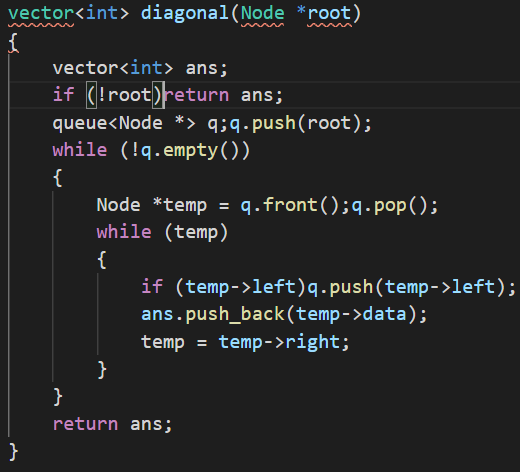 vector<int> diagonal(Node *root)
{
    vector<int> ans;
    if (!root)return ans;
    queue<Node *> q;q.push(root);
    while (!q.empty())
    {
        Node *temp = q.front();q.pop();
        while (temp)
        {
            if (temp->left)q.push(temp->left);
            ans.push_back(temp->data);
            temp = temp->right;
        }
    }
    return ans;
}